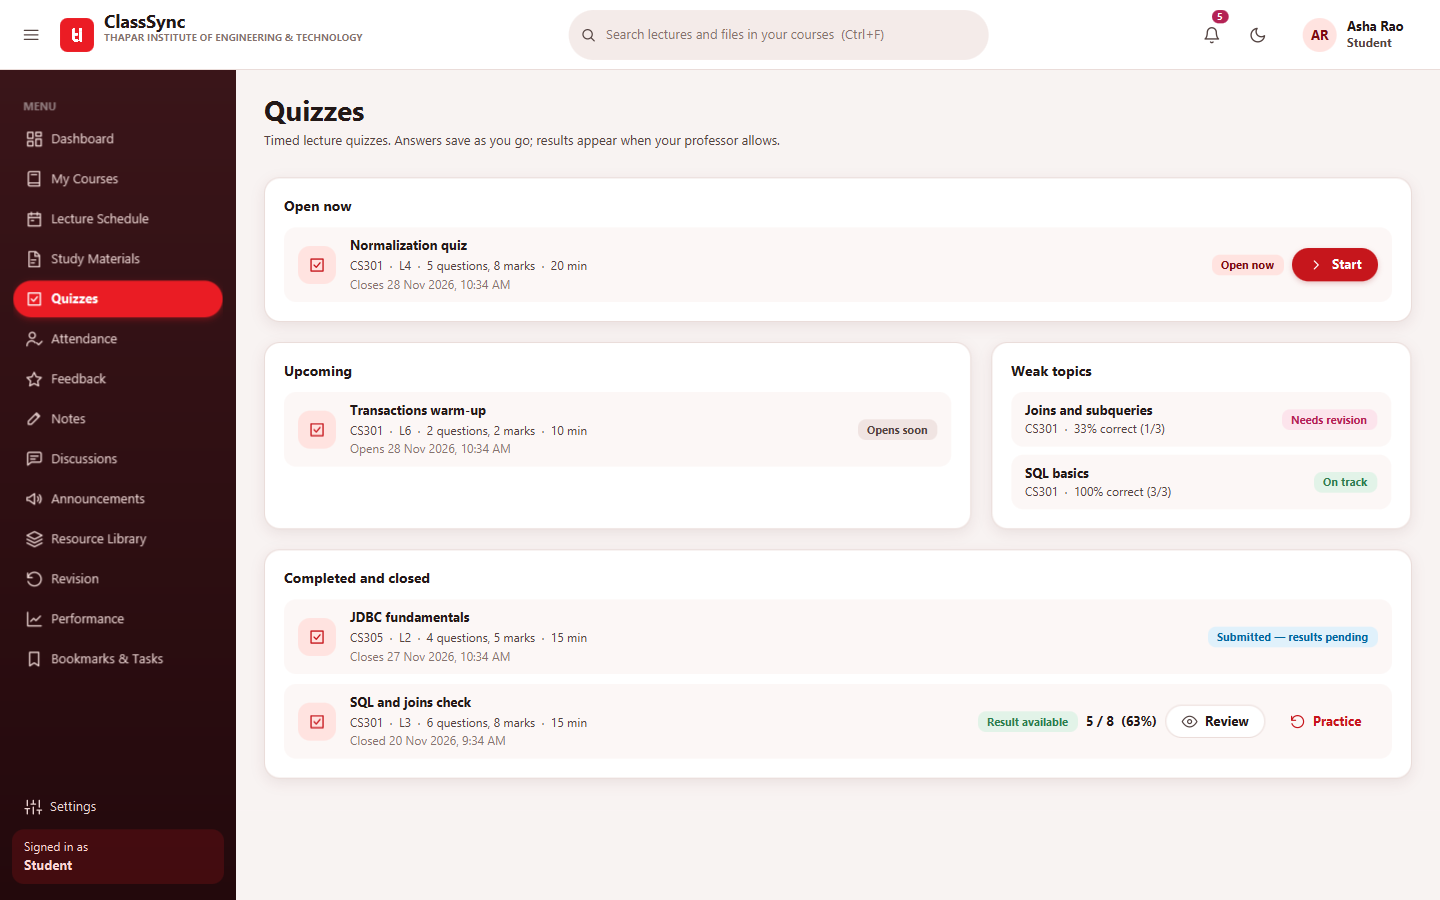 ClassSync
THAPAR INSTITUTE OF ENGINEERING & TECHNOLOGY
Search lectures and files in your courses (Ctrl+F)
5
AR
Asha Rao
Student
MENU
Dashboard
My Courses
Lecture Schedule
Study Materials
Quizzes
Attendance
Feedback
Notes
Discussions
Announcements
Resource Library
Revision
Performance
Bookmarks & Tasks
Settings
Signed in as
Student
Quizzes
Timed lecture quizzes. Answers save as you go; results appear when your professor allows.
Open now
Normalization quiz
CS301 · L4 · 5 questions, 8 marks · 20 min
Closes 28 Nov 2026, 10:34 AM
Open now
Start
Upcoming
Transactions warm-up
CS301 · L6 · 2 questions, 2 marks · 10 min
Opens 28 Nov 2026, 10:34 AM
Opens soon
Weak topics
Joins and subqueries
CS301 · 33% correct (1/3)
Needs revision
SQL basics
CS301 · 100% correct (3/3)
On track
Completed and closed
JDBC fundamentals
CS305 · L2 · 4 questions, 5 marks · 15 min
Closes 27 Nov 2026, 10:34 AM
Submitted — results pending
SQL and joins check
CS301 · L3 · 6 questions, 8 marks · 15 min
Closed 20 Nov 2026, 9:34 AM
Result available
5 / 8 (63%)
Review
Practice